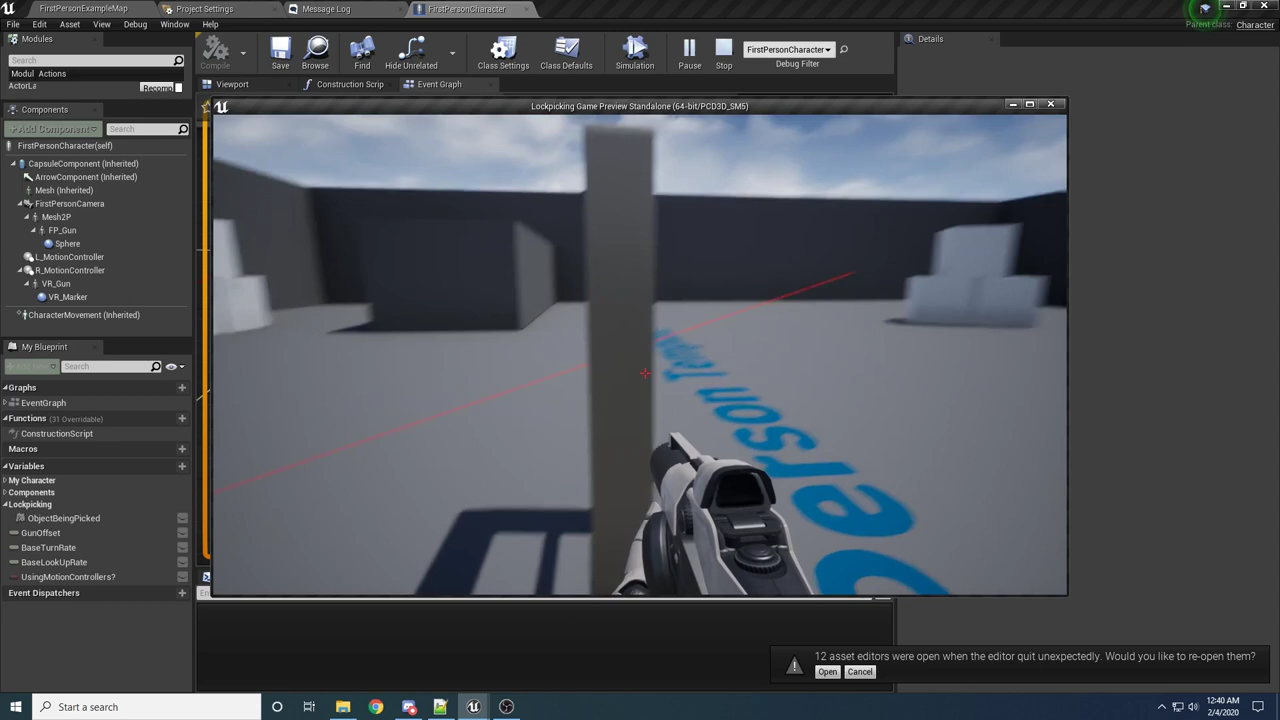 FirstPersonExampleMap
Project Settings
Message Log
FirstPersonCharacter
File Edit Asset View Debug Window Help
Parent class: Character
Modules
Search
Modul Actions
ActorLa Recomp
Components
+Add Component
Search
FirstPersonCharacter(self)
CapsuleComponent (Inherited)
ArrowComponent (Inherited)
Mesh (Inherited)
FirstPersonCamera
Mesh2P
FP_Gun
Sphere
L_MotionController
R_MotionController
VR_Gun
VR_Marker
CharacterMovement (Inherited)
My Blueprint
Search
Graphs
EventGraph
Functions (31 Overridable)
ConstructionScript
Macros
Variables
My Character
Components
Lockpicking
ObjectBeingPicked
GunOffset
BaseTurnRate
BaseLookUpRate
UsingMotionControllers?
Event Dispatchers
Compile
Save
Browse
Find
Hide Unrelated
Class Settings
Class Defaults
Simulation
Pause
Stop
FirstPersonCharacter
Debug Filter
Viewport
Construction Scrip
Event Graph
Details
Lockpicking Game Preview Standalone (64-bit/PCD3D_SM5)
12 asset editors were open when the editor quit unexpectedly. Would you like to re-open them?
Open
Cancel
Start a search
12:40 AM
2/4/2020